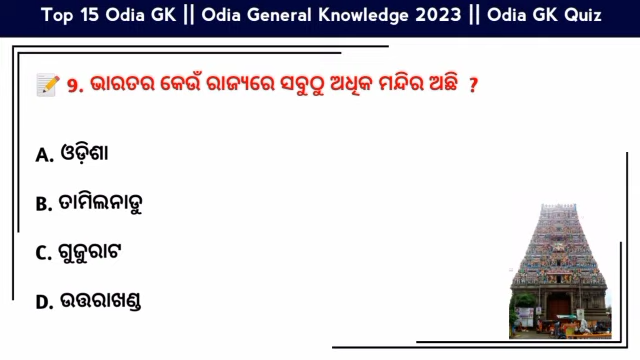 Top 15 Odia GK || Odia General Knowledge 2023 || Odia GK Quiz
9. ଭାରତର କେଉଁ ରାଜ୍ୟରେ ସବୁଠୁ ଅଧିକ ମନ୍ଦିର ଅଛି ?
A. ଓଡ଼ିଶା
B. ତାମିଲନାଡୁ
C. ଗୁଜୁରାଟ
D. ଉତ୍ତରାଖଣ୍ଡ